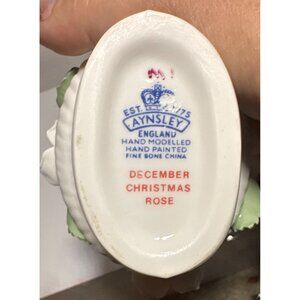 EST. 1775
AYNSLEY
ENGLAND
HAND MODELLED
HAND PAINTED
FINE BONE CHINA
DECEMBER
CHRISTMAS
ROSE